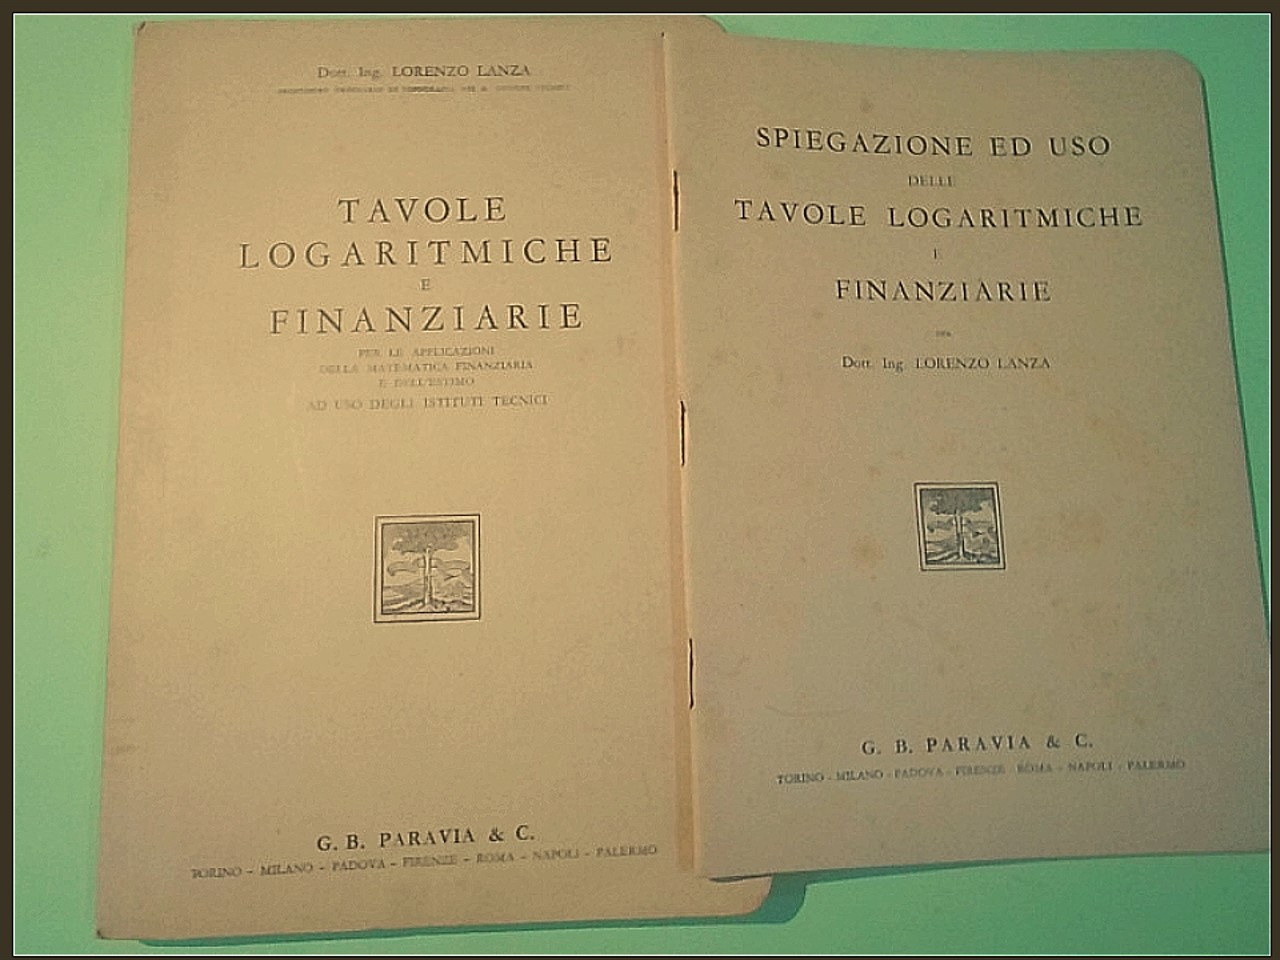 Dott. Ing. LORENZO LANZA
TAVOLE
LOGARITMICHE
E
FINANZIARIE
PER LE APPLICAZIONI
DELLA MATEMATICA FINANZIARIA
E DELL'ESTIMO
AD USO DEGLI ISTITUTI TECNICI
G. B. PARAVIA & C.
TORINO - MILANO - PADOVA - FIRENZE - ROMA - NAPOLI - PALERMO
SPIEGAZIONE ED USO
DELLE
TAVOLE LOGARITMICHE
E
FINANZIARIE
Dott. Ing. LORENZO LANZA
G. B. PARAVIA & C.
TORINO - MILANO - PADOVA - FIRENZE - ROMA - NAPOLI - PALERMO